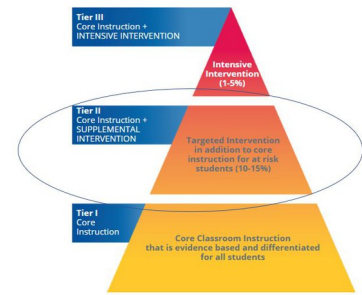 Tier III
Core Instruction +
INTENSIVE INTERVENTION
Intensive
Intervention
(1-5%)
Tier II
Core Instruction +
SUPPLEMENTAL
INTERVENTION
Targeted Intervention
in addition to core
instruction for at risk
students (10-15%)
Tier I
Core
Instruction
Core Classroom Instruction
that is evidence based and differentiated
for all students